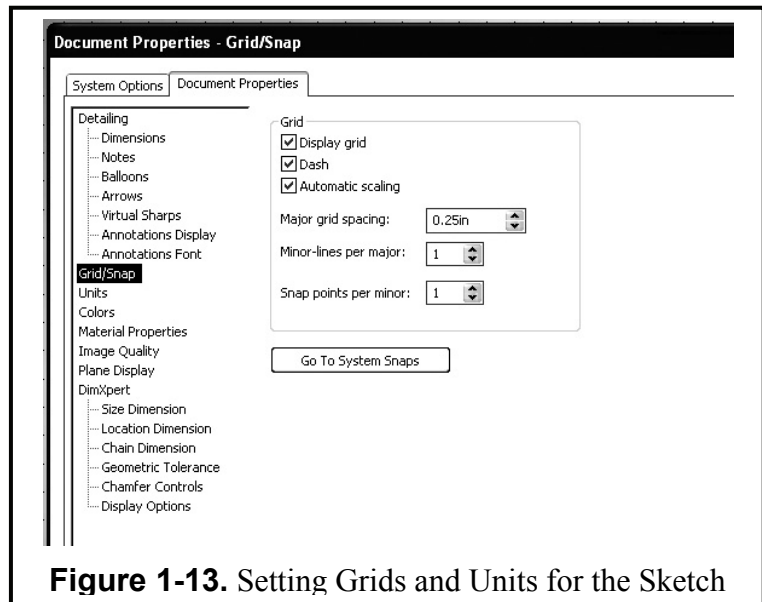 Document Properties - Grid/Snap
System Options
Document Properties
Detailing
Dimensions
Notes
Balloons
Arrows
Virtual Sharps
Annotations Display
Annotations Font
Grid/Snap
Units
Colors
Material Properties
Image Quality
Plane Display
DimXpert
Size Dimension
Location Dimension
Chain Dimension
Geometric Tolerance
Chamfer Controls
Display Options
Grid
Display grid
Dash
Automatic scaling
Major grid spacing: 0.25in
Minor-lines per major: 1
Snap points per minor: 1
Go To System Snaps
Figure 1-13. Setting Grids and Units for the Sketch